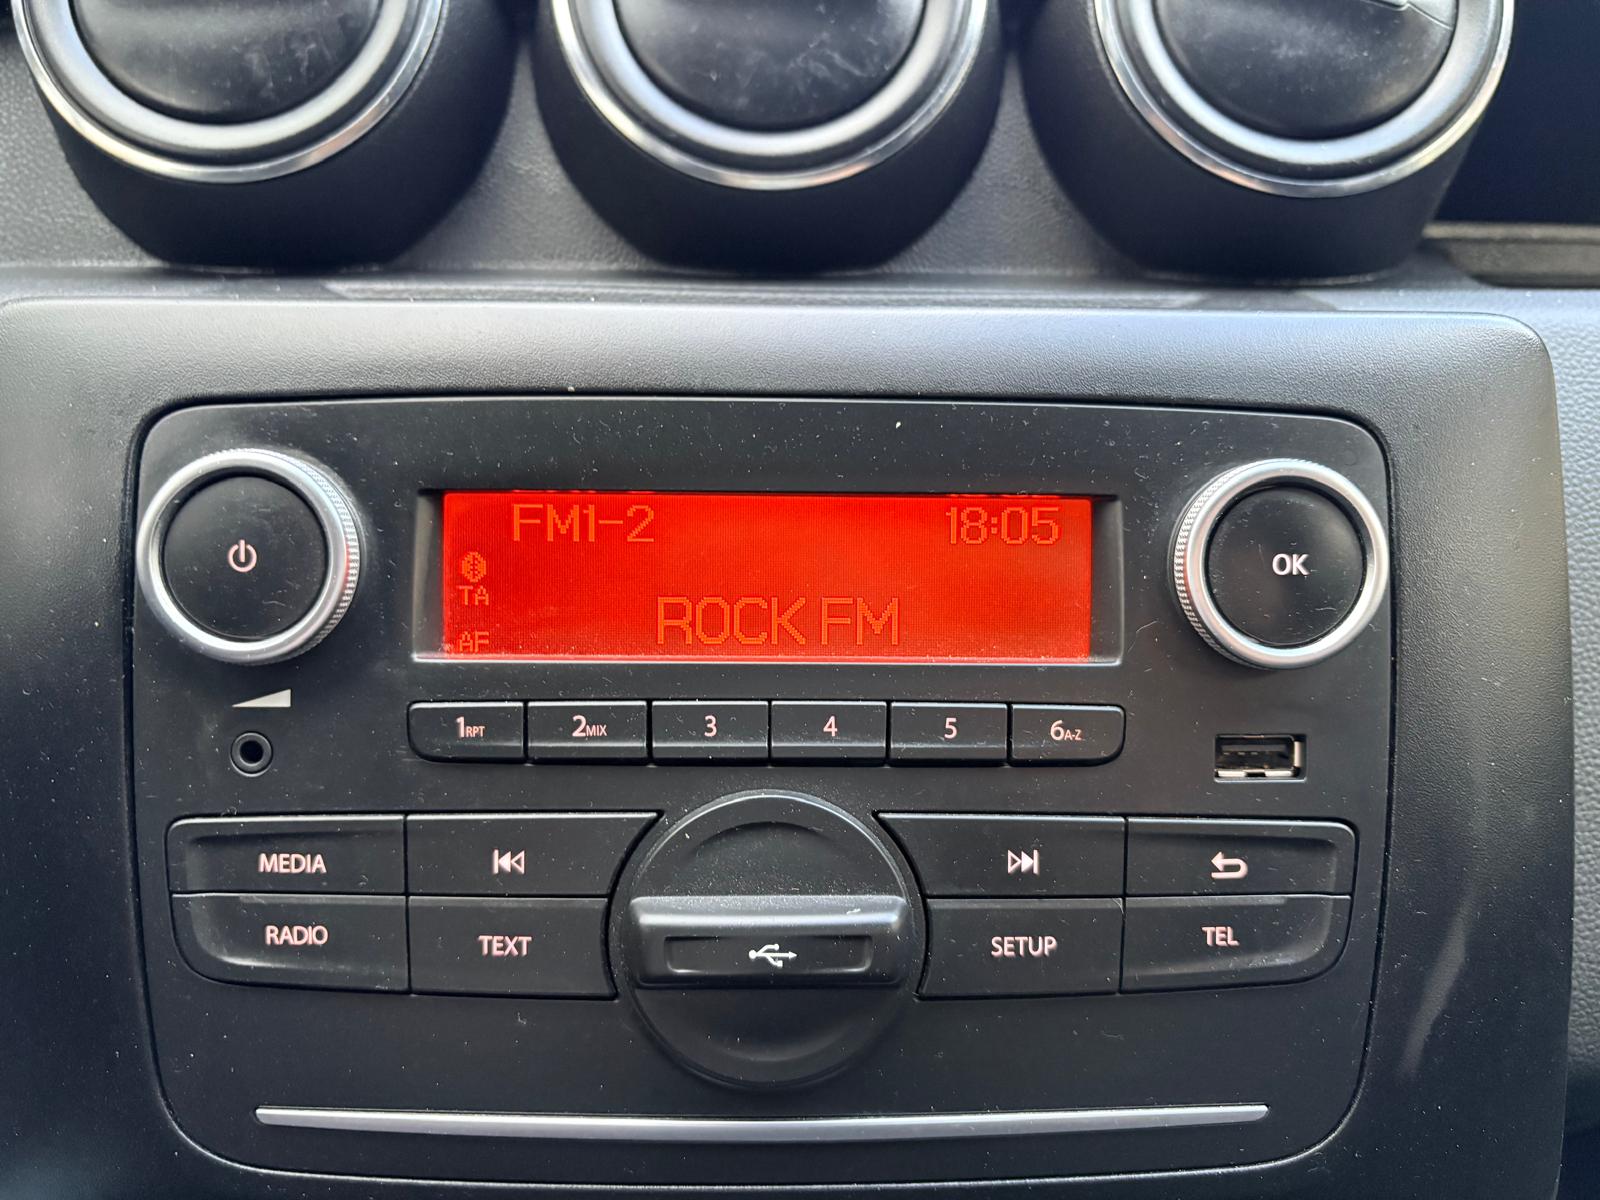 FM1-2 18:05
TA
ROCK FM
AF
OK
1RPT 2MIX 3 4 5 6A-Z
MEDIA
RADIO TEXT SETUP TEL